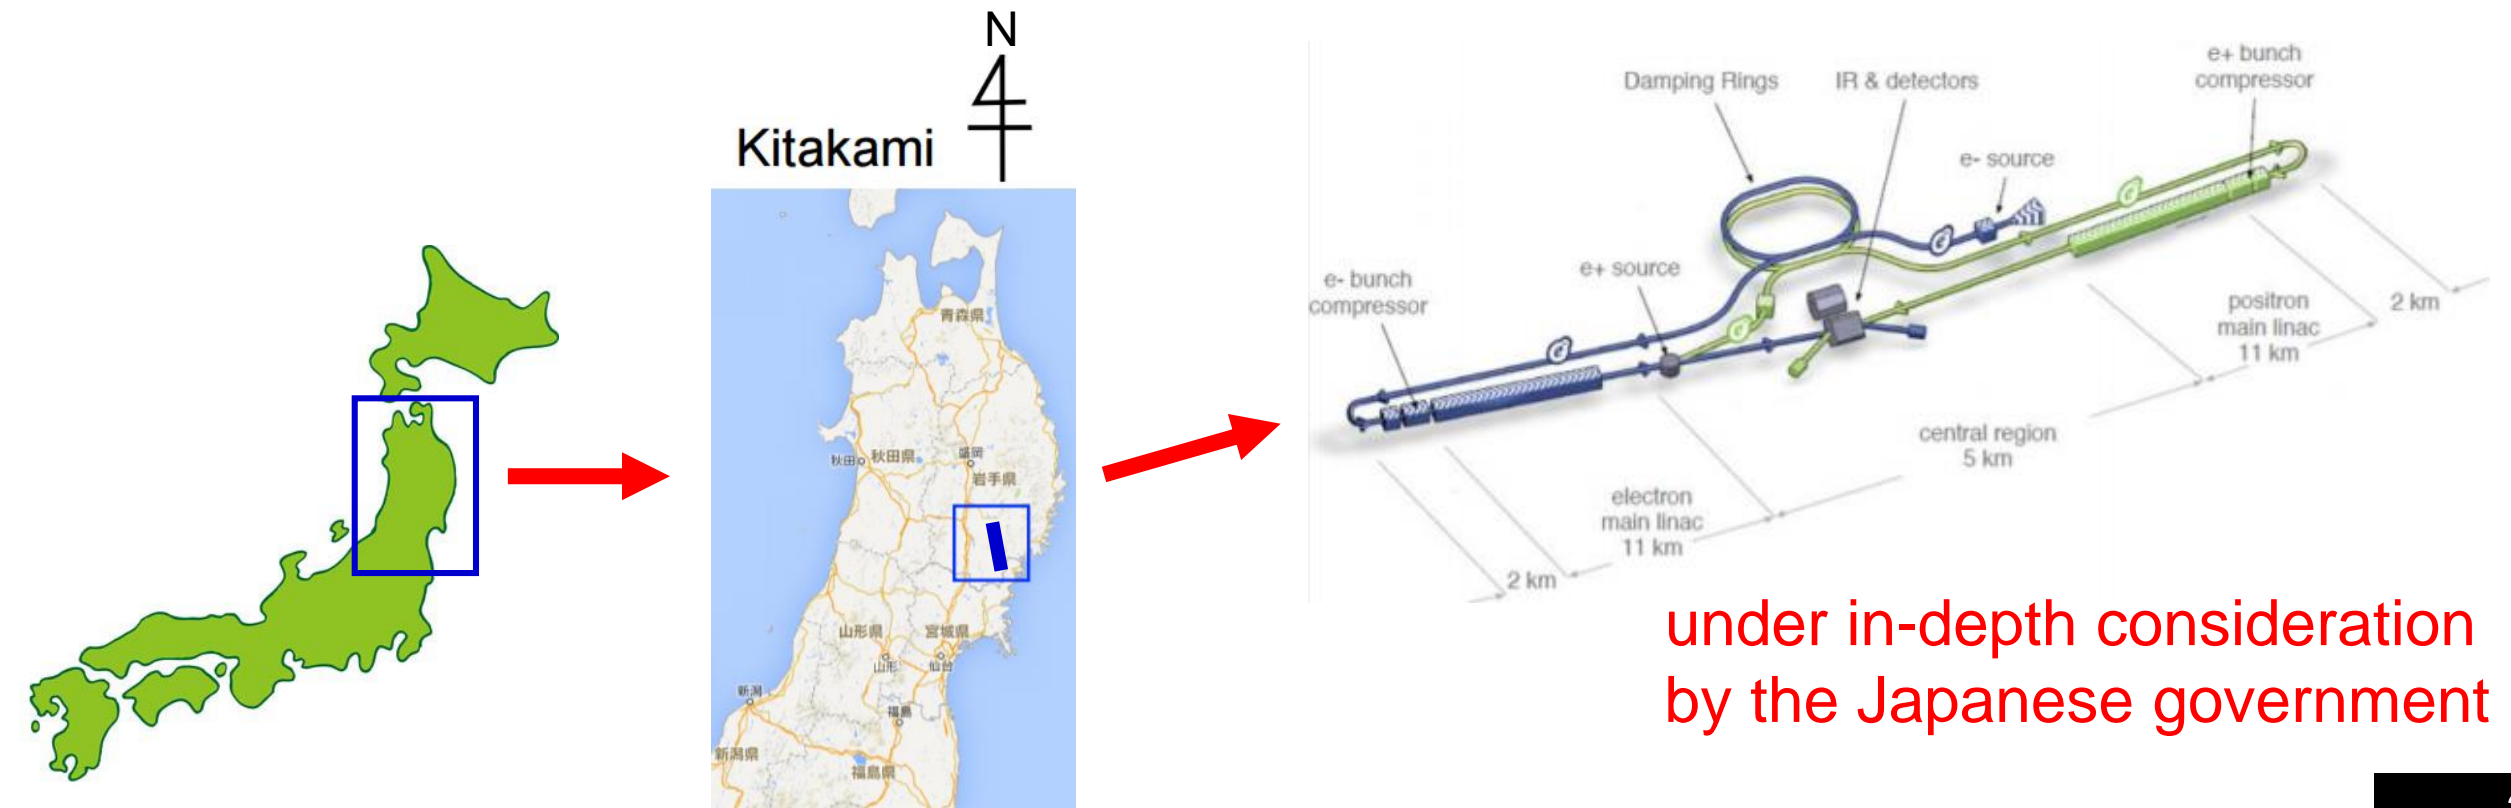 N
Kitakami
青森県
秋田
秋田県
盛岡
岩手県
山形県
宮城県
山形
仙台
新潟
福島
新潟県
福島県
e+ bunch
compressor
Damping Rings
IR & detectors
e- source
e+ source
e- bunch
compressor
positron
main linac
11 km
2 km
central region
5 km
electron
main linac
11 km
2 km
under in-depth consideration
by the Japanese government